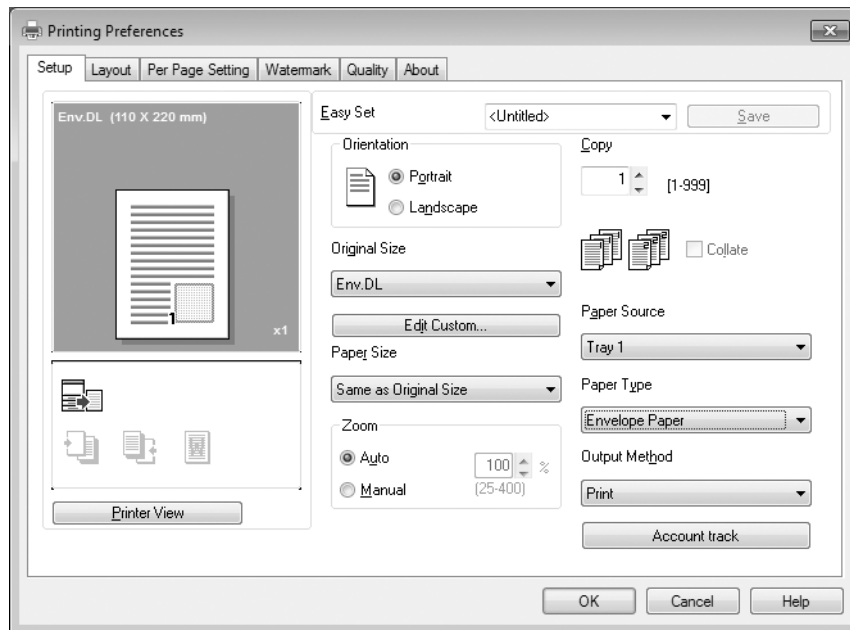 Printing Preferences
Setup Layout Per Page Setting Watermark Quality About
Env.DL (110 X 220 mm)
1
x1
Printer View
Easy Set <Untitled> Save
Orientation
Portrait
Landscape
Original Size
Env.DL
Edit Custom...
Paper Size
Same as Original Size
Zoom
Auto
Manual
100 %
(25-400)
Copy
1 [1-999]
Collate
Paper Source
Tray 1
Paper Type
Envelope Paper
Output Method
Print
Account track
OK Cancel Help